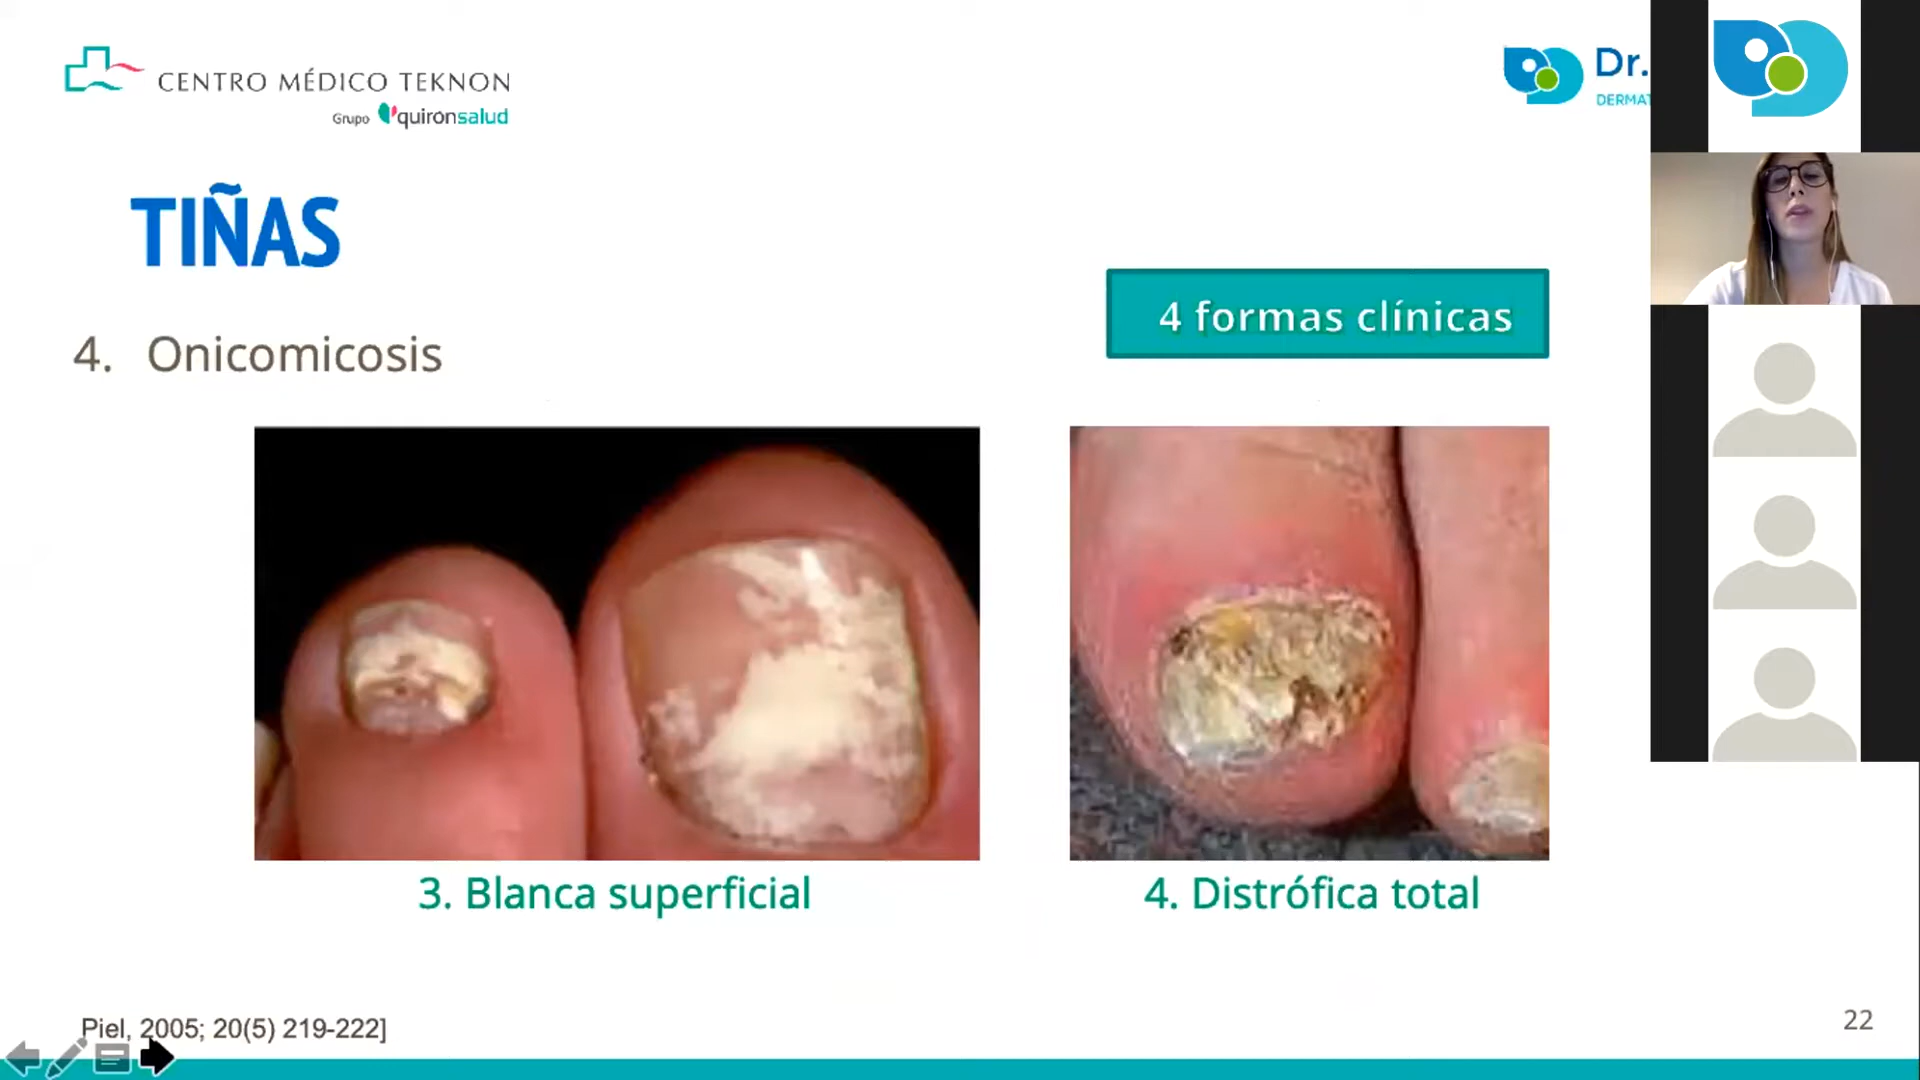 CENTRO MÉDICO TEKNON
Grupo quirónsalud
Dr.
TIÑAS
4 formas clínicas
4. Onicomicosis
3. Blanca superficial
4. Distrófica total
Piel, 2005; 20(5) 219-222]
22